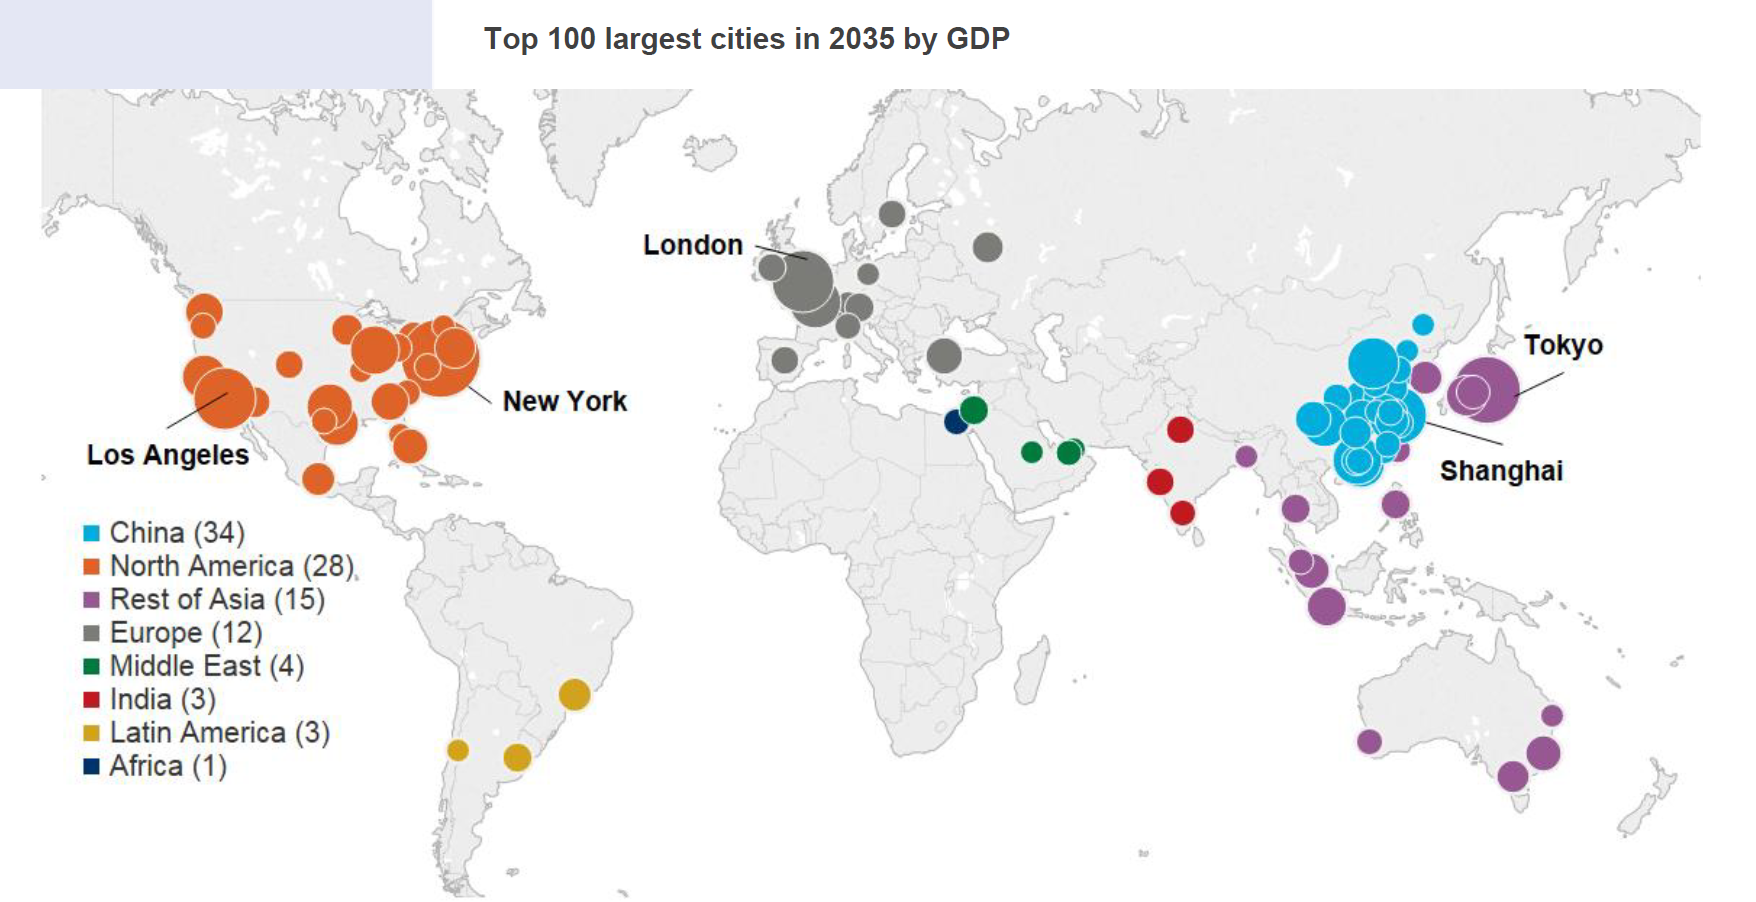 Top 100 largest cities in 2035 by GDP
London
Tokyo
New York
Los Angeles
Shanghai
China (34)
North America (28)
Rest of Asia (15)
Europe (12)
Middle East (4)
India (3)
Latin America (3)
Africa (1)